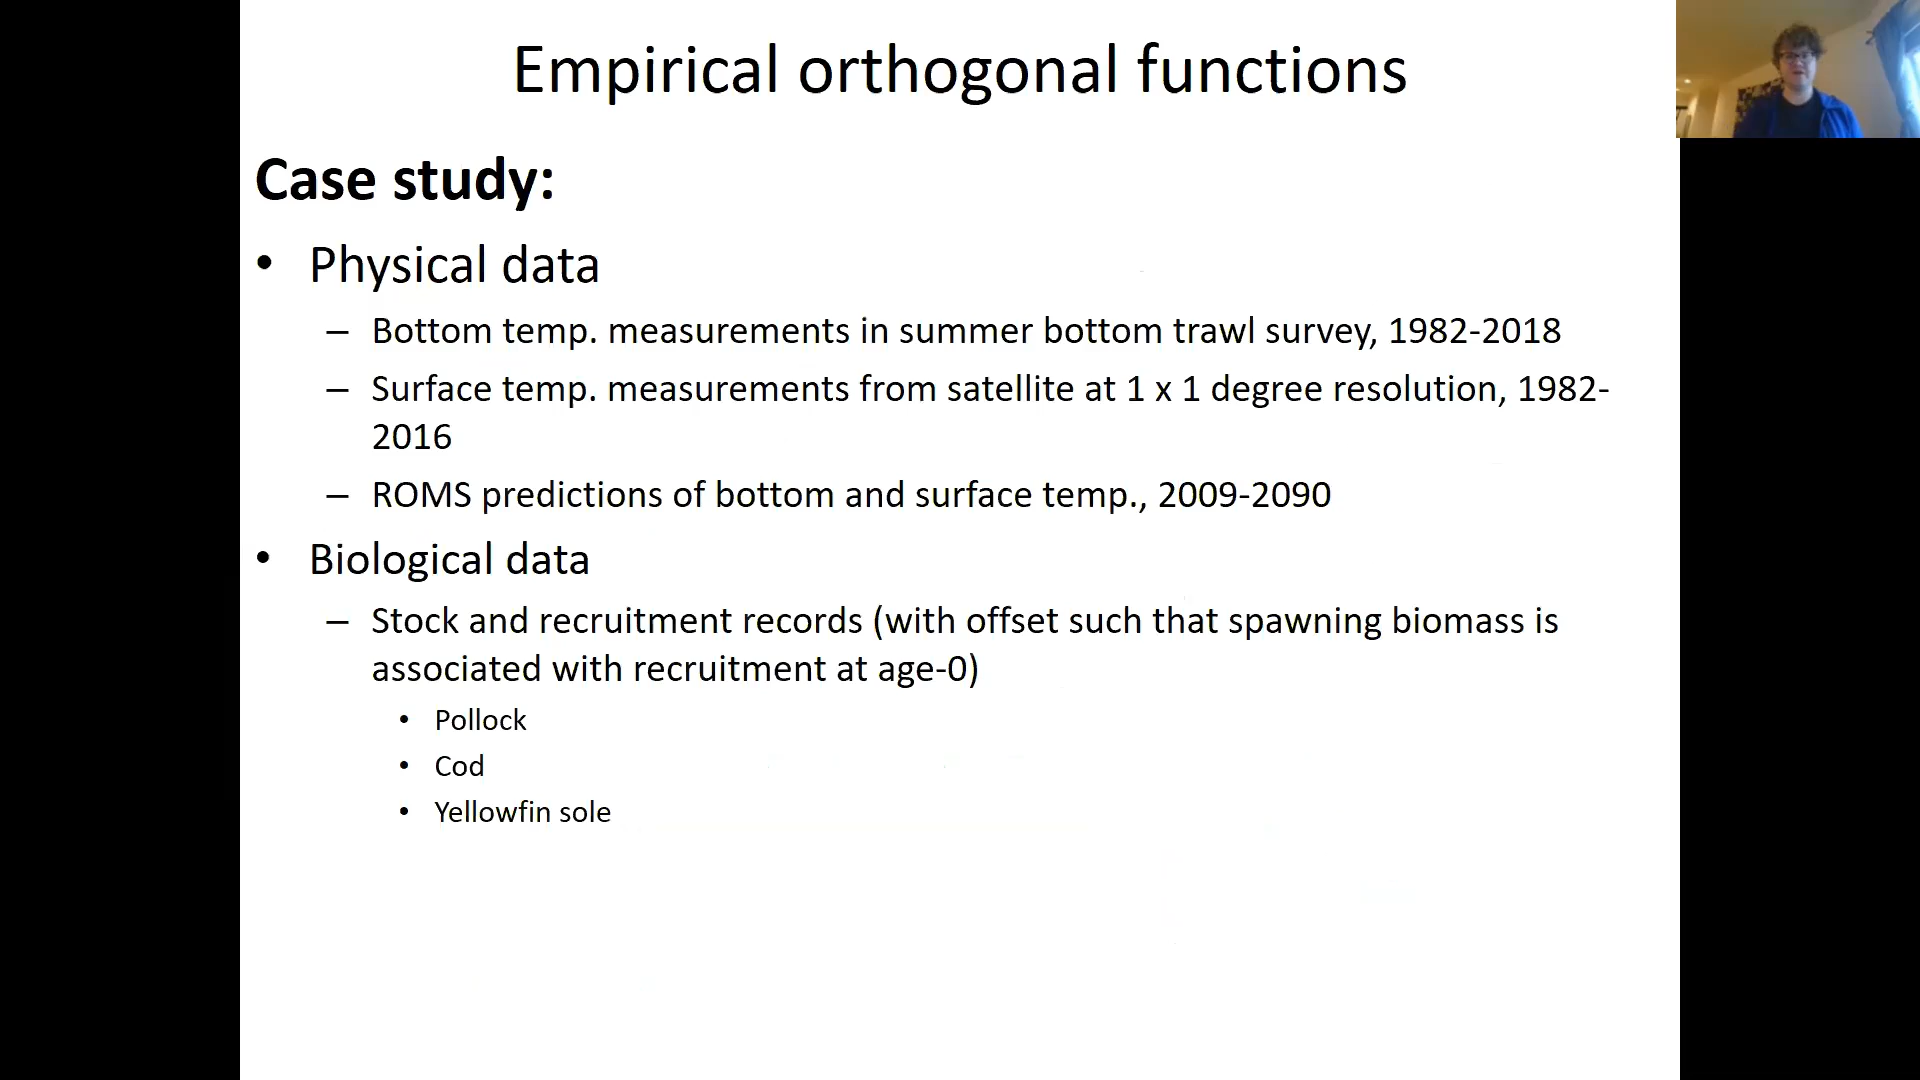 Empirical orthogonal functions
Case study:
• Physical data
– Bottom temp. measurements in summer bottom trawl survey, 1982-2018
– Surface temp. measurements from satellite at 1 x 1 degree resolution, 1982-
2016
– ROMS predictions of bottom and surface temp., 2009-2090
• Biological data
– Stock and recruitment records (with offset such that spawning biomass is
associated with recruitment at age-0)
• Pollock
• Cod
• Yellowfin sole